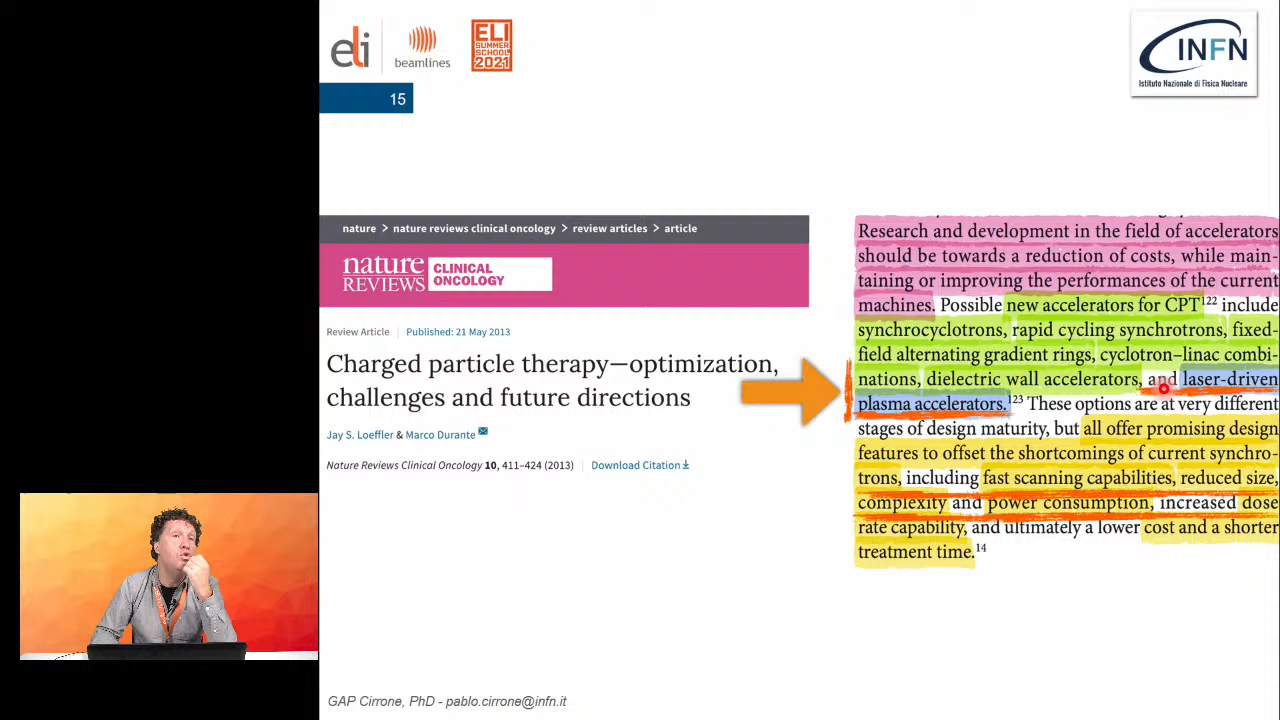 eli
beamlines
ELI
SUMMER
SCHOOL
2021
INFN
Istituto Nazionale di Fisica Nucleare
15
nature > nature reviews clinical oncology > review articles > article
nature
REVIEWS
CLINICAL
ONCOLOGY
Review Article | Published: 21 May 2013
Charged particle therapy—optimization,
challenges and future directions
Jay S. Loeffler & Marco Durante
Nature Reviews Clinical Oncology 10, 411–424 (2013) | Download Citation
Research and development in the field of accelerators
should be towards a reduction of costs, while main-
taining or improving the performances of the current
machines. Possible new accelerators for CPT122 include
synchrocyclotrons, rapid cycling synchrotrons, fixed-
field alternating gradient rings, cyclotron–linac combi-
nations, dielectric wall accelerators, and laser-driven
plasma accelerators.123 These options are at very different
stages of design maturity, but all offer promising design
features to offset the shortcomings of current synchro-
trons, including fast scanning capabilities, reduced size,
complexity and power consumption, increased dose
rate capability, and ultimately a lower cost and a shorter
treatment time.14
GAP Cirrone, PhD - pablo.cirrone@infn.it